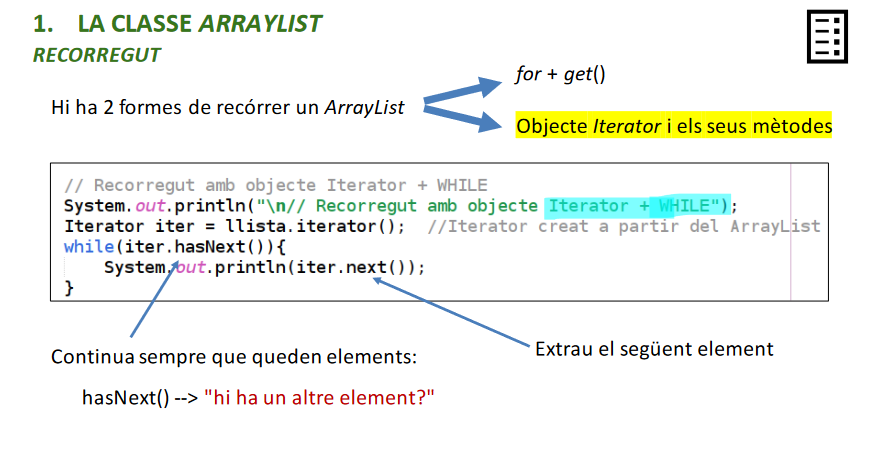 1. LA CLASSE ARRAYLIST
RECORREGUT
Hi ha 2 formes de recórrer un ArrayList
for + get()
Objecte Iterator i els seus mètodes
// Recorregut amb objecte Iterator + WHILE
System.out.println("\n// Recorregut amb objecte Iterator + WHILE");
Iterator iter = llista.iterator();  //Iterator creat a partir del ArrayList
while(iter.hasNext()){
    System.out.println(iter.next());
}
Continua sempre que queden elements:
hasNext() --> "hi ha un altre element?"
Extrau el següent element